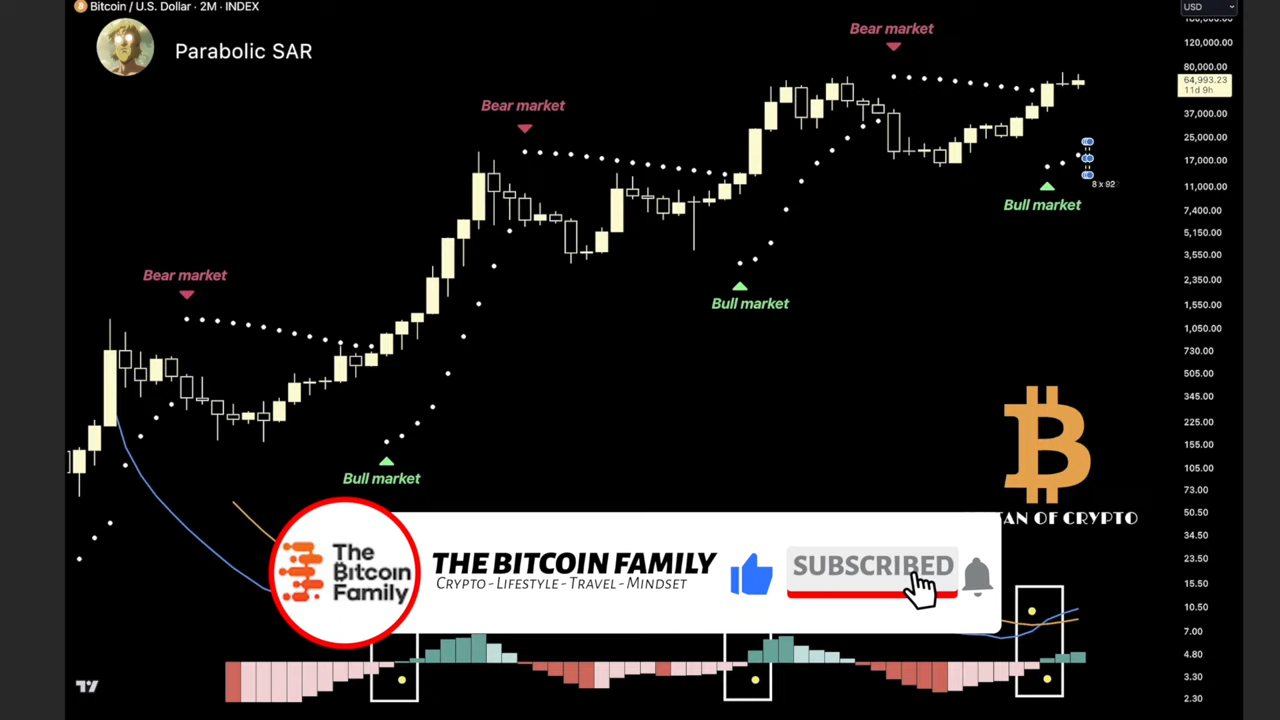 Bitcoin / U.S. Dollar · 2M · INDEX
USD
Parabolic SAR
Bear market
120,000.00
80,000.00
64,993.23
11d 9h
Bear market
37,000.00
25,000.00
17,000.00
8 x 92
11,000.00
Bull market
7,400.00
5,150.00
3,550.00
Bear market
2,350.00
Bull market
1,550.00
1,050.00
730.00
505.00
345.00
225.00
155.00
105.00
Bull market
73.00
50.50
TAN OF CRYPTO
34.50
23.50
15.50
10.50
7.00
4.80
3.30
2.30
The
Bitcoin
Family
THE BITCOIN FAMILY
CRYPTO - LIFESTYLE - TRAVEL - MINDSET
SUBSCRIBED